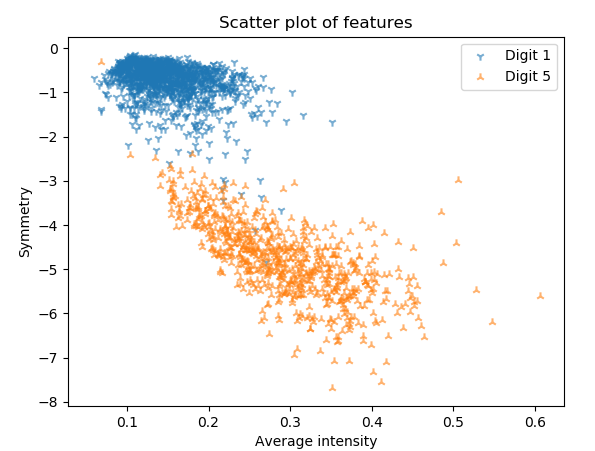 Scatter plot of features
Digit 1
Digit 5
0
−1
−2
−3
−4
−5
−6
−7
−8
Symmetry
0.1 0.2 0.3 0.4 0.5 0.6
Average intensity